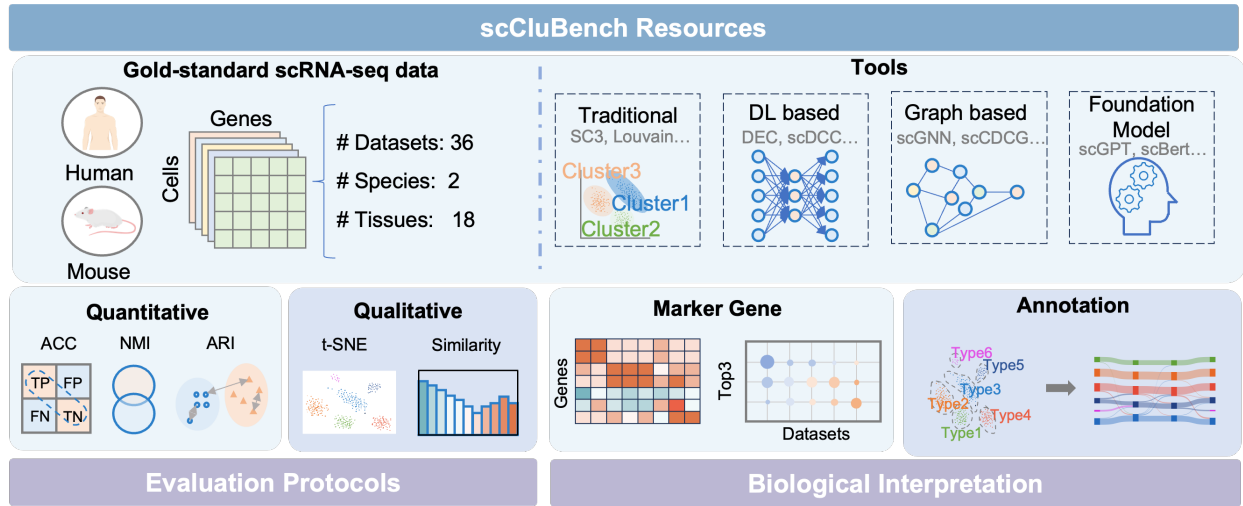 scCluBench Resources
Gold-standard scRNA-seq data
Human
Mouse
Genes
Cells
# Datasets: 36
# Species: 2
# Tissues: 18
Tools
Traditional
SC3, Louvain...
Cluster3
Cluster1
Cluster2
DL based
DEC, scDCC...
Graph based
scGNN, scCDCG...
Foundation
Model
scGPT, scBert...
Quantitative
ACC
NMI
ARI
TP
FP
FN
TN
Qualitative
t-SNE
Similarity
Marker Gene
Genes
Top3
Datasets
Annotation
Type6
Type5
Type3
Type2
Type4
Type1
Evaluation Protocols
Biological Interpretation